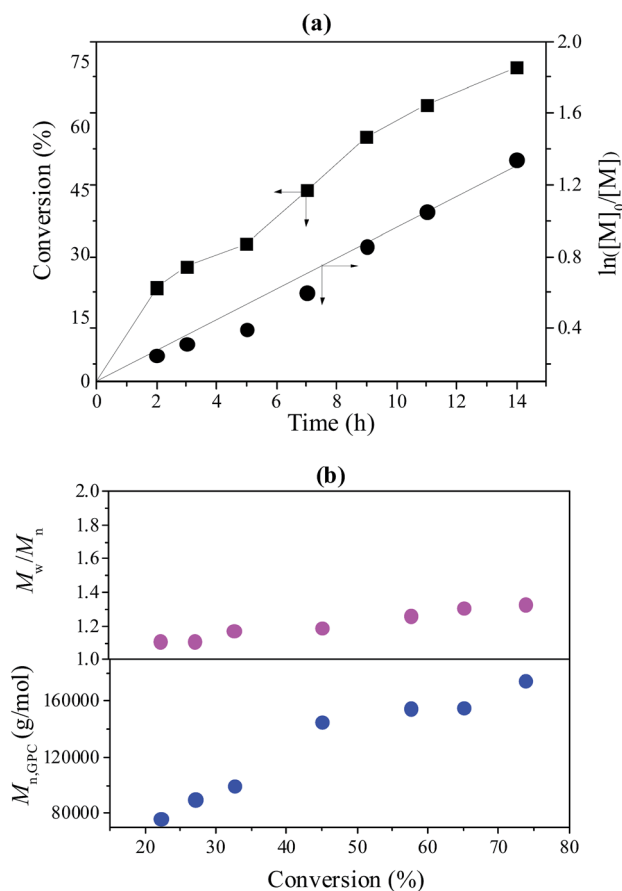 (a)
75
60
45
30
15
0
Conversion (%)
2.0
1.6
1.2
0.8
0.4
ln([M]0/[M])
0 2 4 6 8 10 12 14
Time (h)
(b)
2.0
1.8
1.6
1.4
1.2
1.0
Mw/Mn
160000
120000
80000
Mn,GPC (g/mol)
20 30 40 50 60 70 80
Conversion (%)